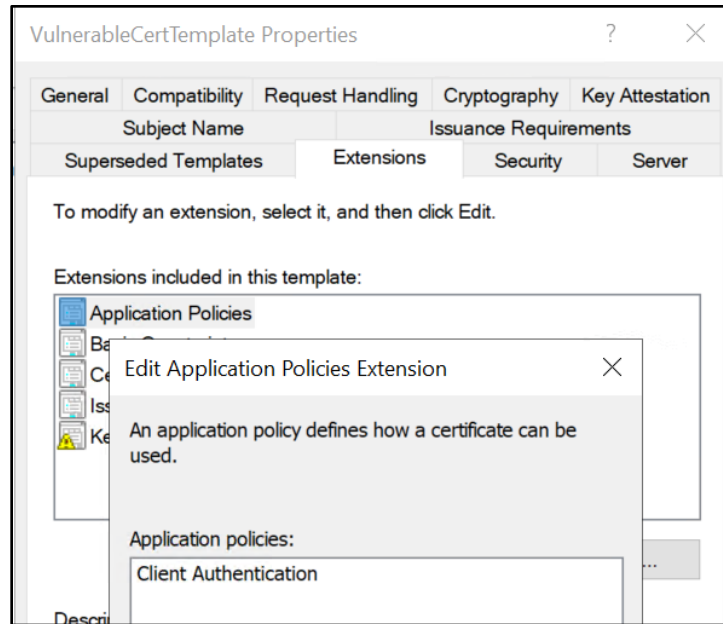 VulnerableCertTemplate Properties
General Compatibility Request Handling Cryptography Key Attestation
Subject Name Issuance Requirements
Superseded Templates Extensions Security Server
To modify an extension, select it, and then click Edit.
Extensions included in this template:
Application Policies
Edit Application Policies Extension
An application policy defines how a certificate can be
used.
Application policies:
Client Authentication
...